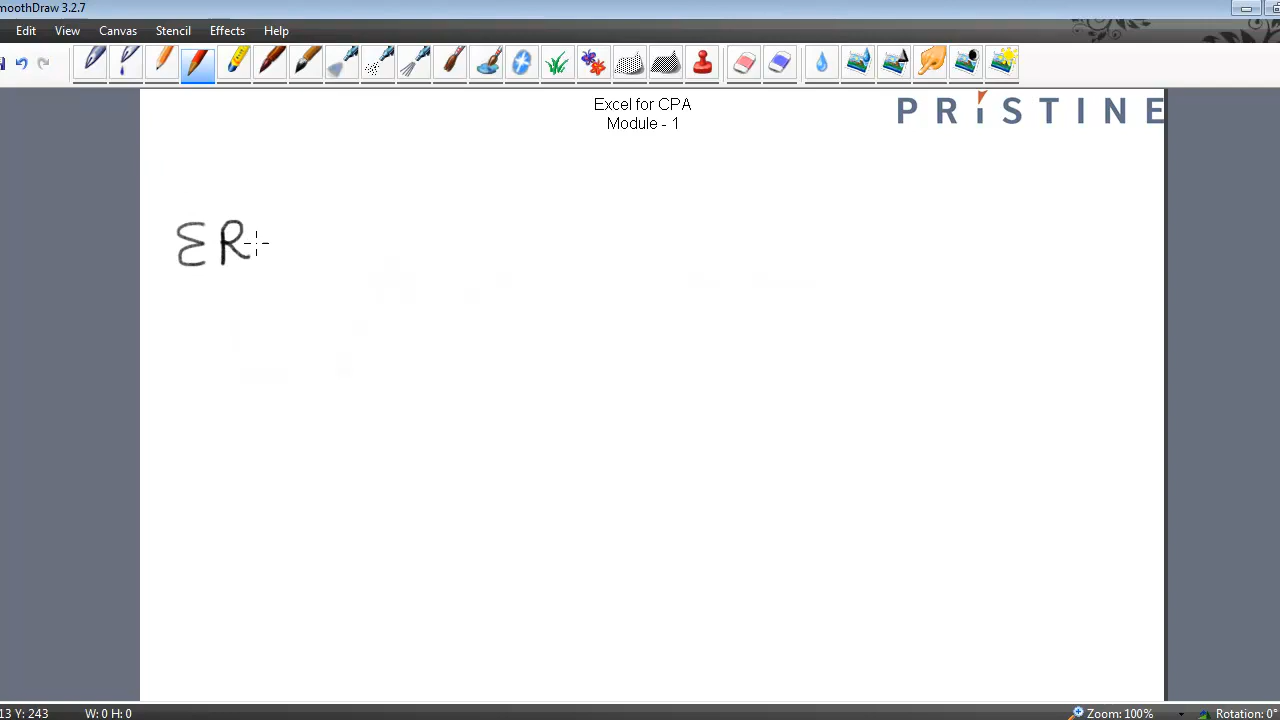 moothDraw 3.2.7
Edit View Canvas Stencil Effects Help
Excel for CPA
Module - 1
PRiSTINE
ER
13 Y: 243 W: 0 H: 0 Zoom: 100% Rotation: 0°